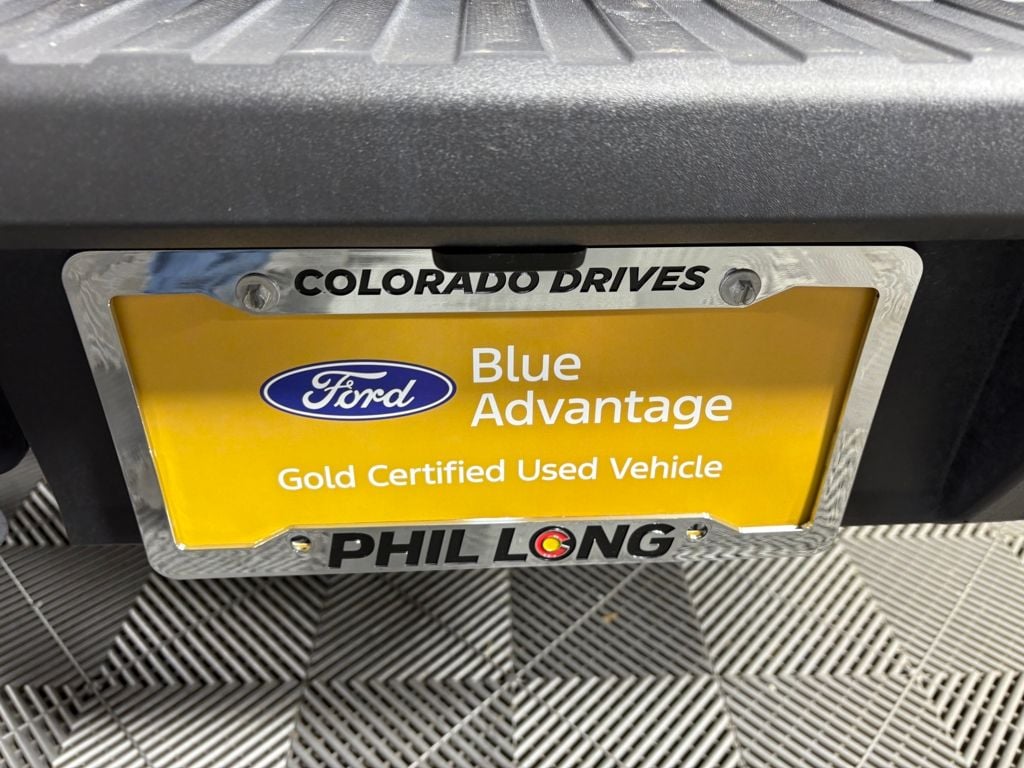 COLORADO DRIVES
Ford
Blue
Advantage
Gold Certified Used Vehicle
PHIL LONG